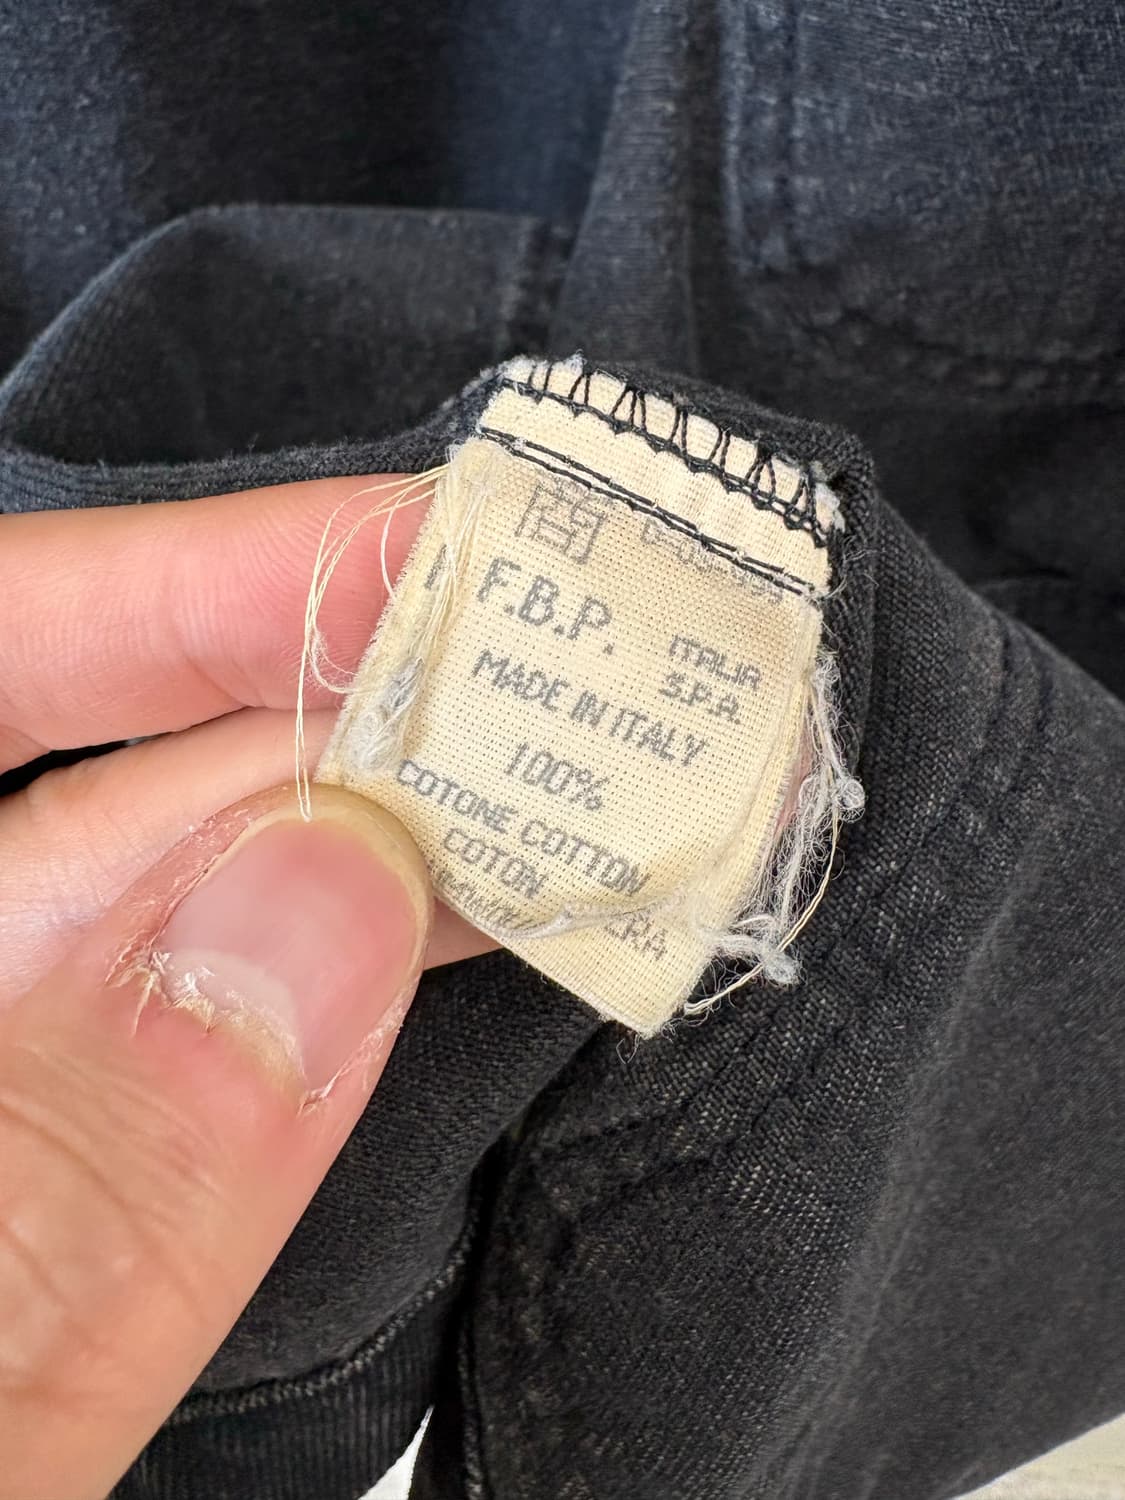 F.B.P. ITALIA
S.P.A.
MADE IN ITALY
100%
COTONE COTTON
COTON